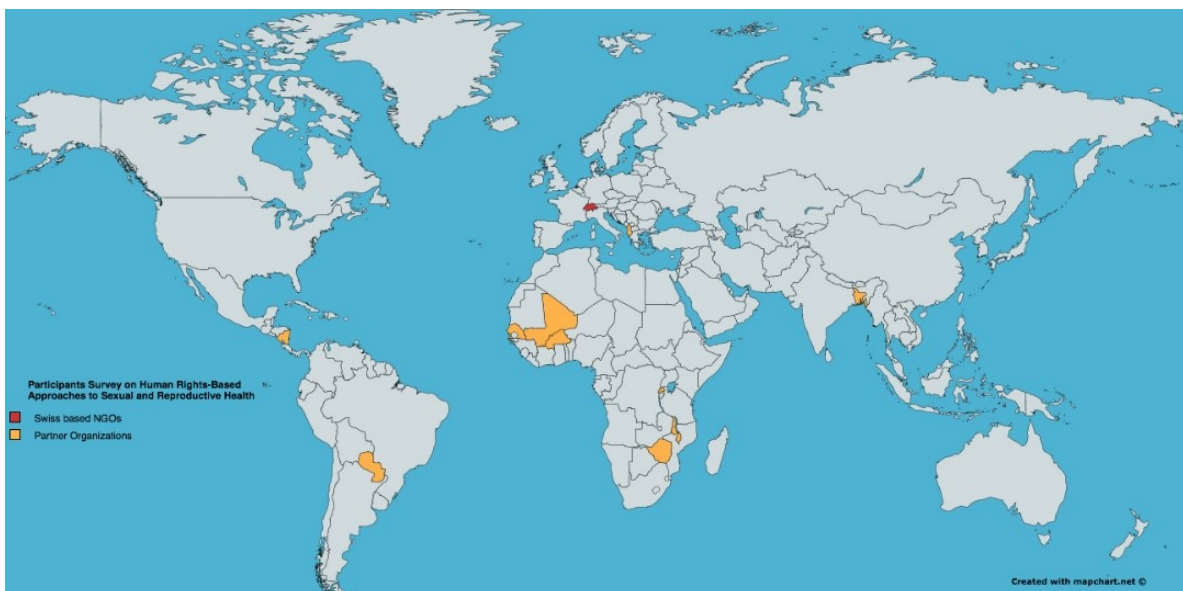 Participants Survey on Human Rights-Based
Approaches to Sexual and Reproductive Health
Swiss based NGOs
Partner Organizations
Created with mapchart.net ©